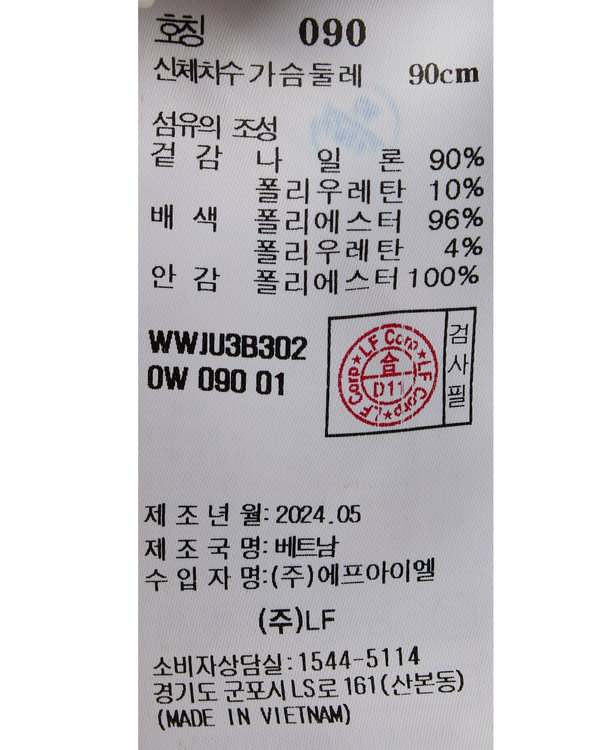 호칭 090
신체치수 가슴둘레 90cm
섬유의 조성
겉 감 나 일 론 90%
폴리우레탄 10%
배 색 폴리에스터 96%
폴리우레탄 4%
안 감 폴리에스터 100%
WWJU3B302
0W 090 01
LF Corp ★ LF Corp ★ LF Corp ★
合
D11
검사필
제 조 년 월: 2024.05
제 조 국 명: 베트남
수 입 자 명: (주)에프아이엘
(주)LF
소비자상담실: 1544-5114
경기도 군포시 LS로 161(산본동)
(MADE IN VIETNAM)